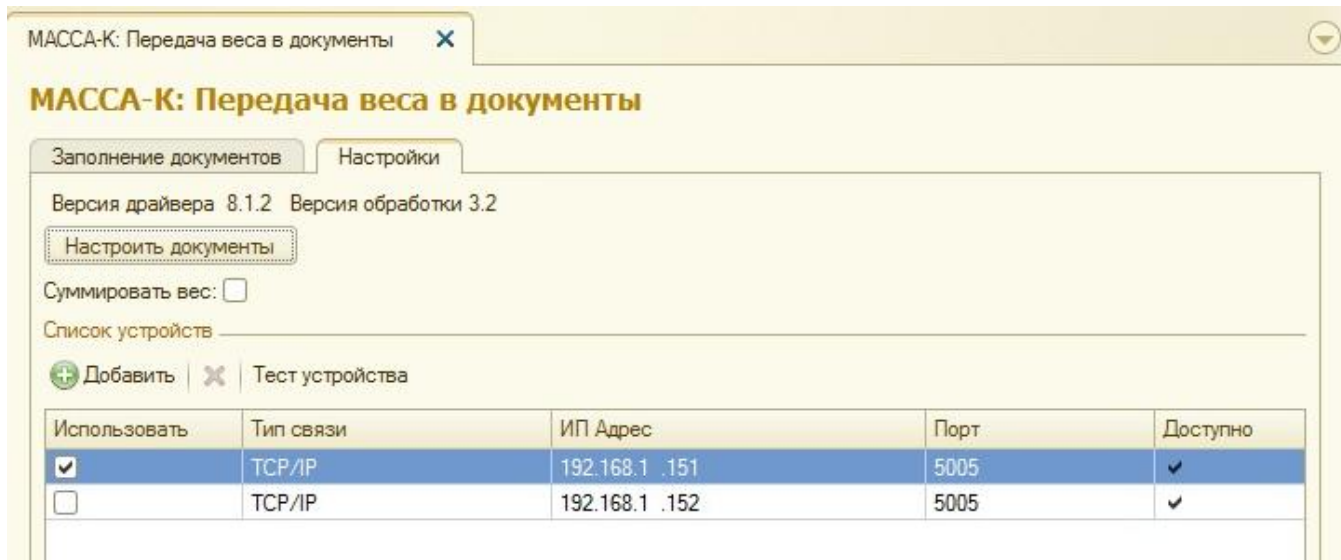 МАССА-К: Передача веса в документы
МАССА-К: Передача веса в документы
Заполнение документов Настройки
Версия драйвера 8.1.2 Версия обработки 3.2
Настроить документы
Суммировать вес:
Список устройств
Добавить Тест устройства
Использовать Тип связи ИП Адрес Порт Доступно
TCP/IP 192.168.1 .151 5005
TCP/IP 192.168.1 .152 5005